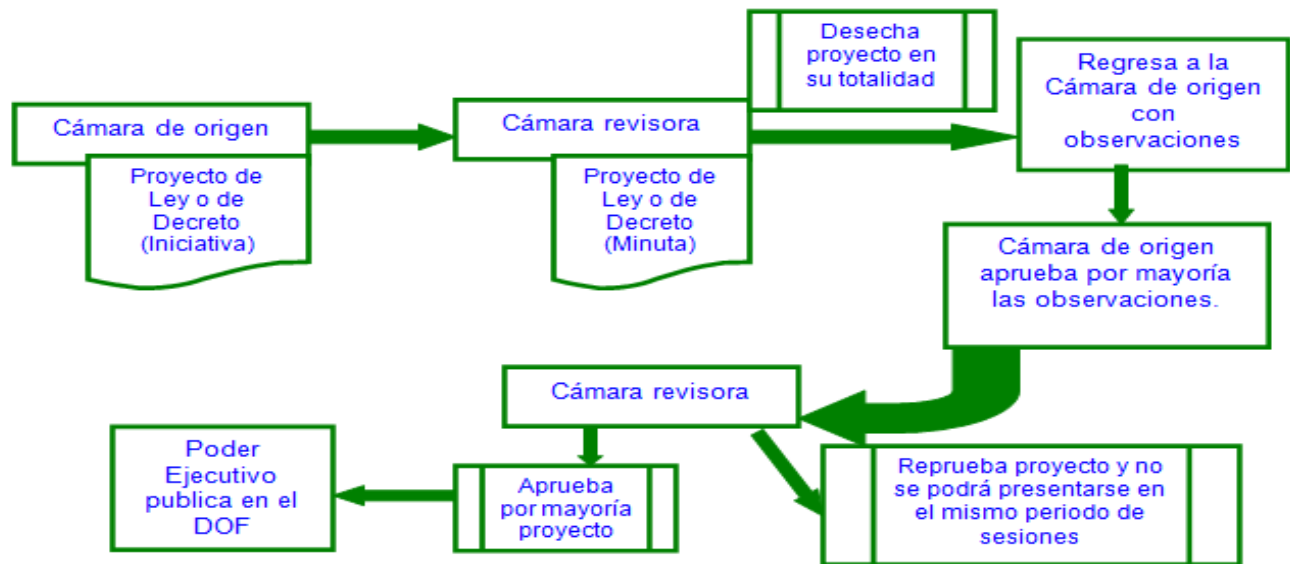 Cámara de origen
Proyecto de
Ley o de
Decreto
(Iniciativa)
Cámara revisora
Proyecto de
Ley o de
Decreto
(Minuta)
Desecha
proyecto en
su totalidad
Regresa a la
Cámara de origen
con
observaciones
Cámara de origen
aprueba por mayoría
las observaciones.
Cámara revisora
Aprueba
por mayoría
proyecto
Poder
Ejecutivo
publica en el
DOF
Reprueba proyecto y no
se podrá presentarse en
el mismo periodo de
sesiones